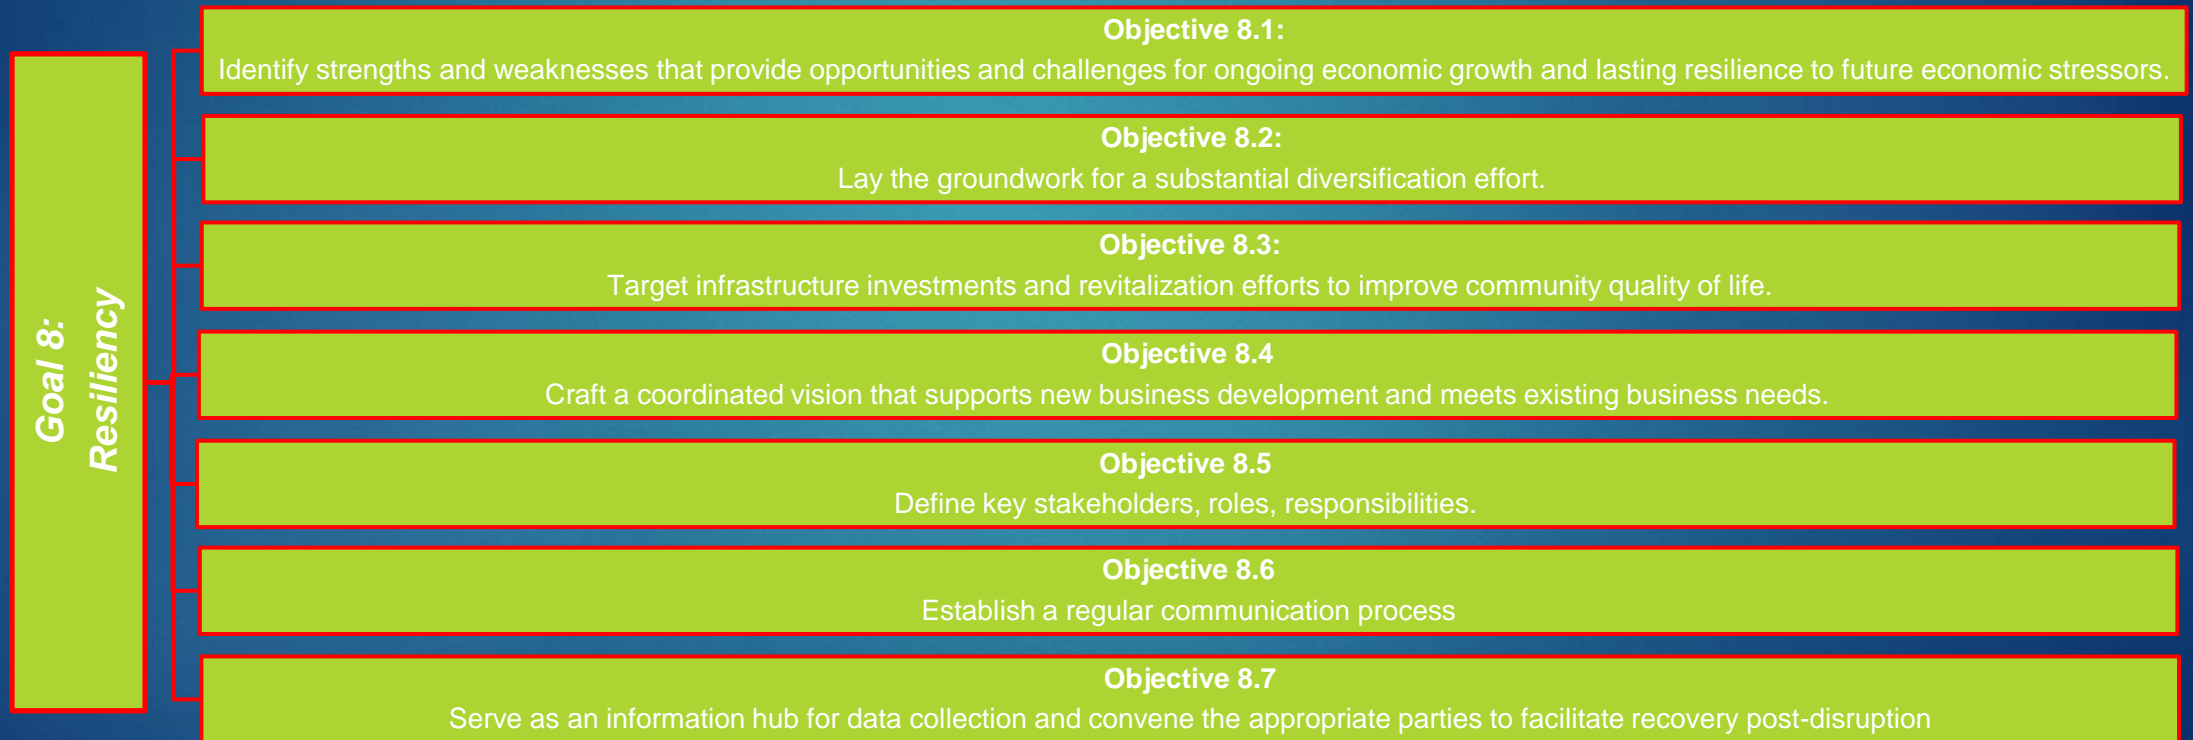 Goal 8:
Resiliency
Objective 8.1:
Identify strengths and weaknesses that provide opportunities and challenges for ongoing economic growth and lasting resilience to future economic stressors.
Objective 8.2:
Lay the groundwork for a substantial diversification effort.
Objective 8.3:
Target infrastructure investments and revitalization efforts to improve community quality of life.
Objective 8.4
Craft a coordinated vision that supports new business development and meets existing business needs.
Objective 8.5
Define key stakeholders, roles, responsibilities.
Objective 8.6
Establish a regular communication process
Objective 8.7
Serve as an information hub for data collection and convene the appropriate parties to facilitate recovery post-disruption